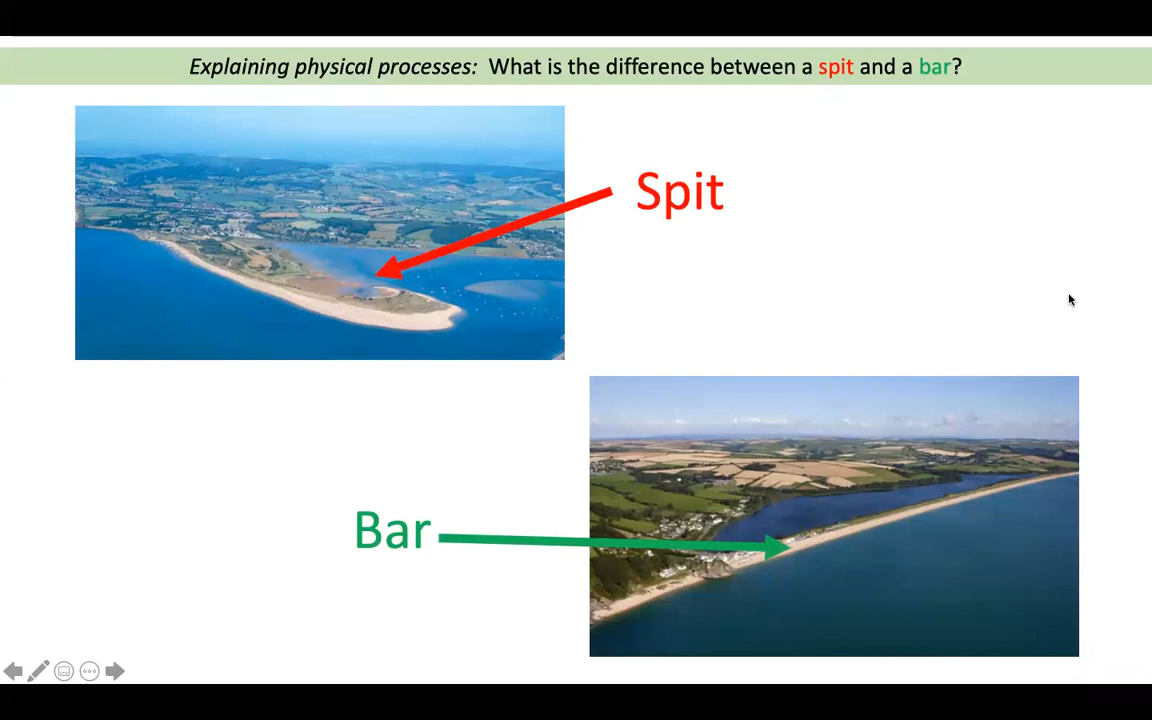 Explaining physical processes: What is the difference between a spit and a bar?
Spit
Bar